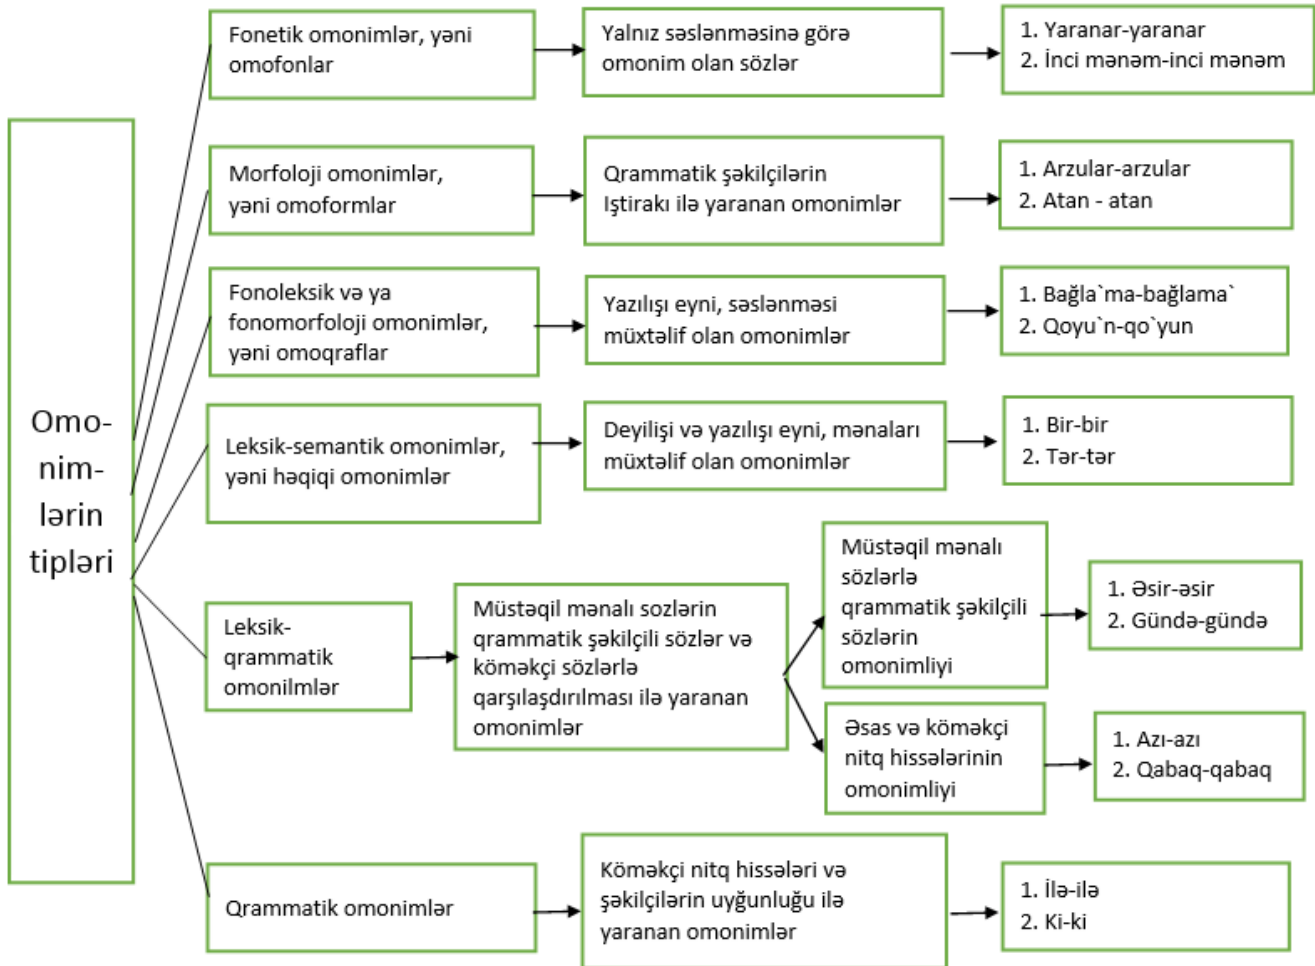 Omo-
nim-
lərin
tipləri
Fonetik omonimlər, yəni
omofonlar
Yalnız səslənməsinə görə
omonim olan sözlər
1. Yaranar-yaranar
2. İnci mənəm-inci mənəm
Morfoloji omonimlər,
yəni omoformlar
Qrammatik şəkilçilərin
Iştirakı ilə yaranan omonimlər
1. Arzular-arzular
2. Atan - atan
Fonoleksik və ya
fonomorfoloji omonimlər,
yəni omoqraflar
Yazılışı eyni, səslənməsi
müxtəlif olan omonimlər
1. Bağla`ma-bağlama`
2. Qoyu`n-qo`yun
Leksik-semantik omonimlər,
yəni həqiqi omonimlər
Deyilişi və yazılışı eyni, mənaları
müxtəlif olan omonimlər
1. Bir-bir
2. Tər-tər
Leksik-
qrammatik
omonilmlər
Müstəqil mənalı sozlərin
qrammatik şəkilçili sözlər və
köməkçi sözlərlə
qarşılaşdırılması ilə yaranan
omonimlər
Müstəqil mənalı
sözlərlə
qrammatik şəkilçili
sözlərin
omonimliyi
1. Əsir-əsir
2. Gündə-gündə
Əsas və köməkçi
nitq hissələrinin
omonimliyi
1. Azı-azı
2. Qabaq-qabaq
Qrammatik omonimlər
Köməkçi nitq hissələri və
şəkilçilərin uyğunluğu ilə
yaranan omonimlər
1. İlə-ilə
2. Ki-ki